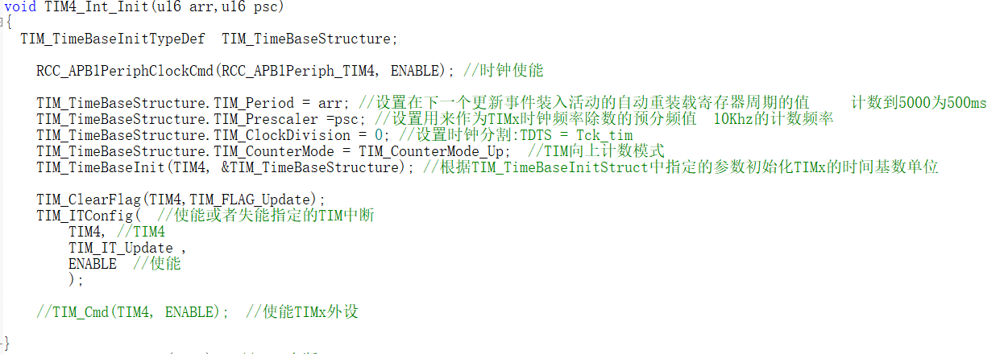 void TIM4_Int_Init(u16 arr,u16 psc)
{
TIM_TimeBaseInitTypeDef  TIM_TimeBaseStructure;
RCC_APB1PeriphClockCmd(RCC_APB1Periph_TIM4, ENABLE); //时钟使能
TIM_TimeBaseStructure.TIM_Period = arr; //设置在下一个更新事件装入活动的自动重装载寄存器周期的值     计数到5000为500ms
TIM_TimeBaseStructure.TIM_Prescaler =psc; //设置用来作为TIMx时钟频率除数的预分频值  10Khz的计数频率
TIM_TimeBaseStructure.TIM_ClockDivision = 0; //设置时钟分割:TDTS = Tck_tim
TIM_TimeBaseStructure.TIM_CounterMode = TIM_CounterMode_Up;  //TIM向上计数模式
TIM_TimeBaseInit(TIM4, &TIM_TimeBaseStructure); //根据TIM_TimeBaseInitStruct中指定的参数初始化TIMx的时间基数单位
TIM_ClearFlag(TIM4,TIM_FLAG_Update);
TIM_ITConfig(  //使能或者失能指定的TIM中断
TIM4, //TIM4
TIM_IT_Update ,
ENABLE  //使能
);
//TIM_Cmd(TIM4, ENABLE);  //使能TIMx外设
}